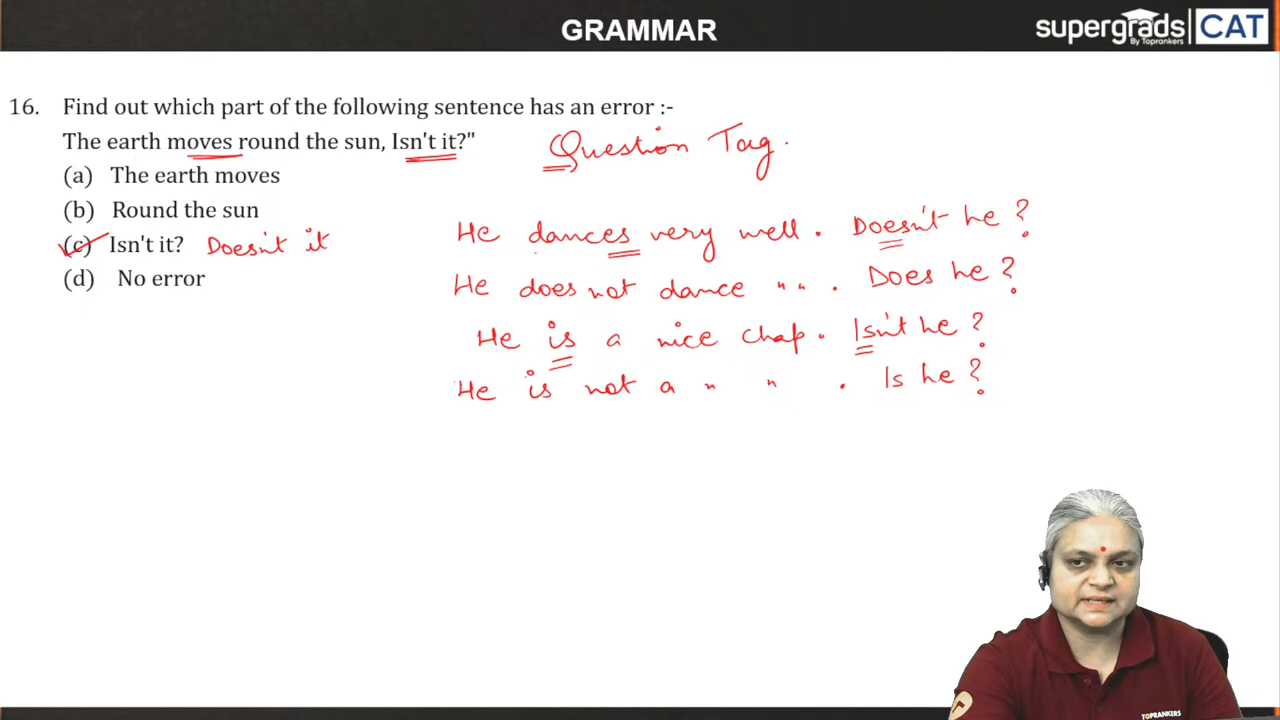 GRAMMAR
supergrads CAT
By Toprankers
16. Find out which part of the following sentence has an error :-
The earth moves round the sun, Isn't it?"
Question Tag.
(a) The earth moves
(b) Round the sun
(c) Isn't it? Doesn't it
(d) No error
He dances very well. Doesn't he?
He does not dance " ". Does he?
He is a nice chap. Isn't he?
He is not a " " . Is he?
TOPRANKERS